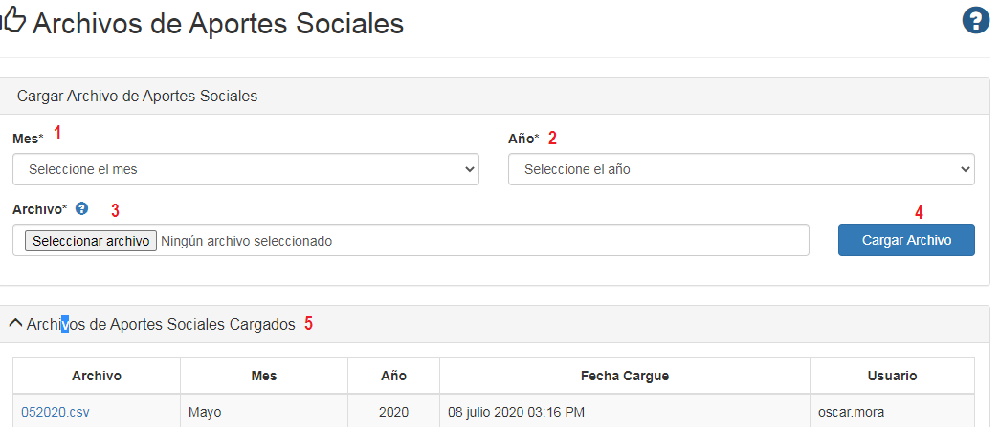 Archivos de Aportes Sociales ?
Cargar Archivo de Aportes Sociales
Mes* 1 Año* 2
Seleccione el mes Seleccione el año
Archivo* ? 3 4
Seleccionar archivo Ningún archivo seleccionado Cargar Archivo
Archivos de Aportes Sociales Cargados 5
Archivo Mes Año Fecha Cargue Usuario
052020.csv Mayo 2020 08 julio 2020 03:16 PM oscar.mora